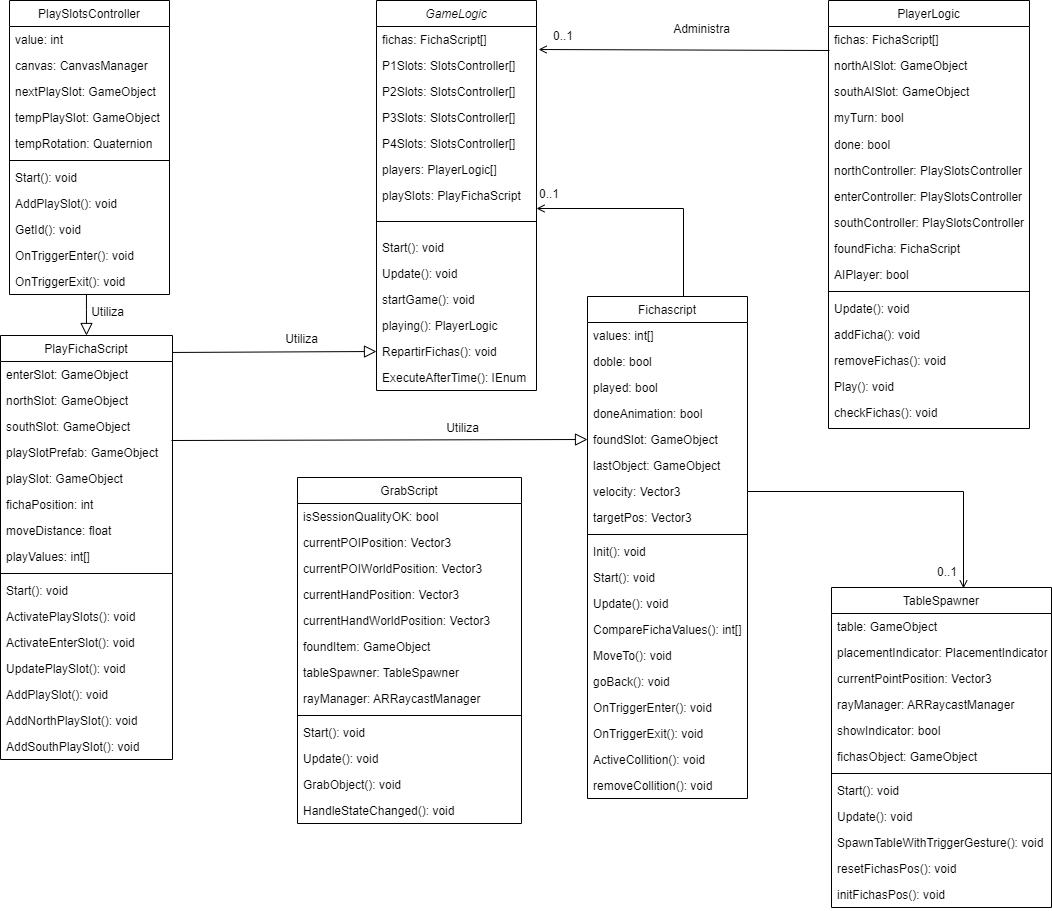 PlaySlotsController
value: int
canvas: CanvasManager
nextPlaySlot: GameObject
tempPlaySlot: GameObject
tempRotation: Quaternion
Start(): void
AddPlaySlot(): void
GetId(): void
OnTriggerEnter(): void
OnTriggerExit(): void
Utiliza
PlayFichaScript
enterSlot: GameObject
northSlot: GameObject
southSlot: GameObject
playSlotPrefab: GameObject
playSlot: GameObject
fichaPosition: int
moveDistance: float
playValues: int[]
Start(): void
ActivatePlaySlots(): void
ActivateEnterSlot(): void
UpdatePlaySlot(): void
AddPlaySlot(): void
AddNorthPlaySlot(): void
AddSouthPlaySlot(): void
Utiliza
Utiliza
GameLogic
fichas: FichaScript[]
P1Slots: SlotsController[]
P2Slots: SlotsController[]
P3Slots: SlotsController[]
P4Slots: SlotsController[]
players: PlayerLogic[]
playSlots: PlayFichaScript
Start(): void
Update(): void
startGame(): void
playing(): PlayerLogic
RepartirFichas(): void
ExecuteAfterTime(): IEnum
0..1
Administra
0..1
PlayerLogic
fichas: FichaScript[]
northAISlot: GameObject
southAISlot: GameObject
myTurn: bool
done: bool
northController: PlaySlotsController
enterController: PlaySlotsController
southController: PlaySlotsController
foundFicha: FichaScript
AIPlayer: bool
Update(): void
addFicha(): void
removeFichas(): void
Play(): void
checkFichas(): void
Fichascript
values: int[]
doble: bool
played: bool
doneAnimation: bool
foundSlot: GameObject
lastObject: GameObject
velocity: Vector3
targetPos: Vector3
Init(): void
Start(): void
Update(): void
CompareFichaValues(): int[]
MoveTo(): void
goBack(): void
OnTriggerEnter(): void
OnTriggerExit(): void
ActiveCollition(): void
removeCollition(): void
GrabScript
isSessionQualityOK: bool
currentPOIPosition: Vector3
currentPOIWorldPosition: Vector3
currentHandPosition: Vector3
currentHandWorldPosition: Vector3
foundItem: GameObject
tableSpawner: TableSpawner
rayManager: ARRaycastManager
Start(): void
Update(): void
GrabObject(): void
HandleStateChanged(): void
0..1
TableSpawner
table: GameObject
placementIndicator: PlacementIndicator
currentPointPosition: Vector3
rayManager: ARRaycastManager
showIndicator: bool
fichasObject: GameObject
Start(): void
Update(): void
SpawnTableWithTriggerGesture(): void
resetFichasPos(): void
initFichasPos(): void